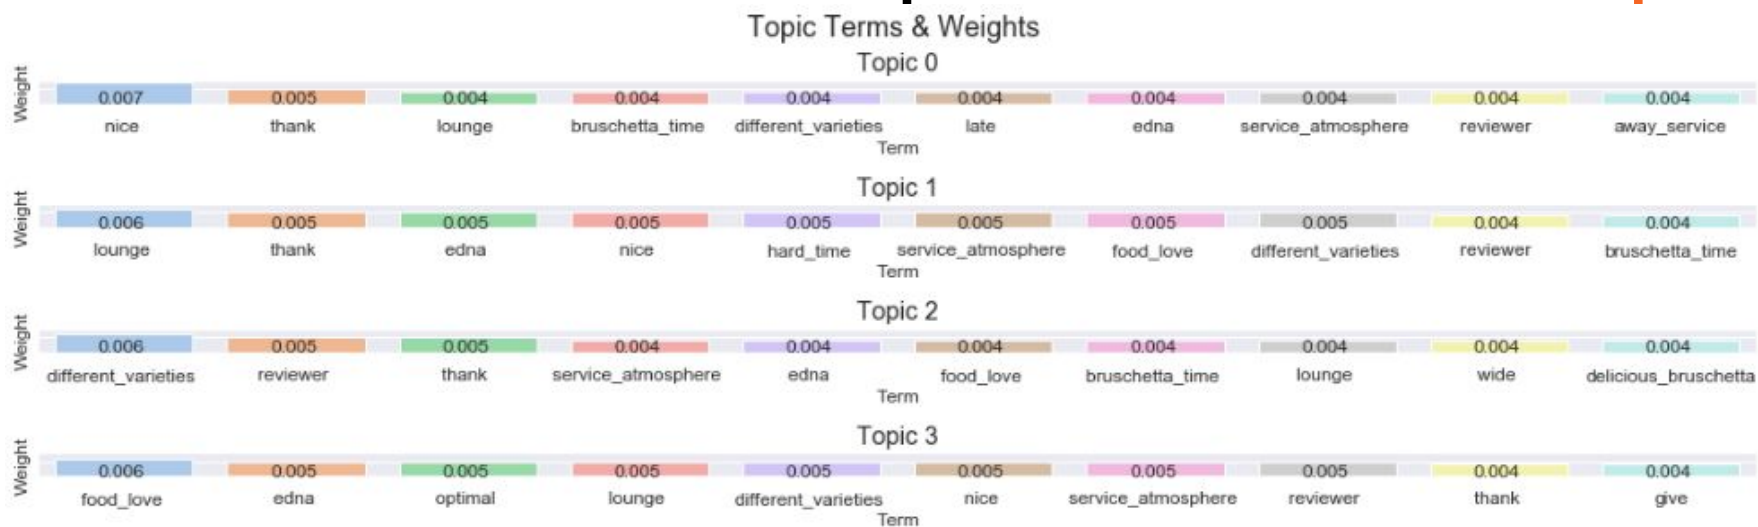 Topic Terms & Weights
Topic 0
Weight
0.007 0.005 0.004 0.004 0.004 0.004 0.004 0.004 0.004 0.004
nice thank lounge bruschetta_time different_varieties late edna service_atmosphere reviewer away_service
Term
Topic 1
Weight
0.006 0.005 0.005 0.005 0.005 0.005 0.005 0.005 0.004 0.004
lounge thank edna nice hard_time service_atmosphere food_love different_varieties reviewer bruschetta_time
Term
Topic 2
Weight
0.006 0.005 0.005 0.004 0.004 0.004 0.004 0.004 0.004 0.004
different_varieties reviewer thank service_atmosphere edna food_love bruschetta_time lounge wide delicious_bruschetta
Term
Topic 3
Weight
0.006 0.005 0.005 0.005 0.005 0.005 0.005 0.005 0.004 0.004
food_love edna optimal lounge different_varieties nice service_atmosphere reviewer thank give
Term